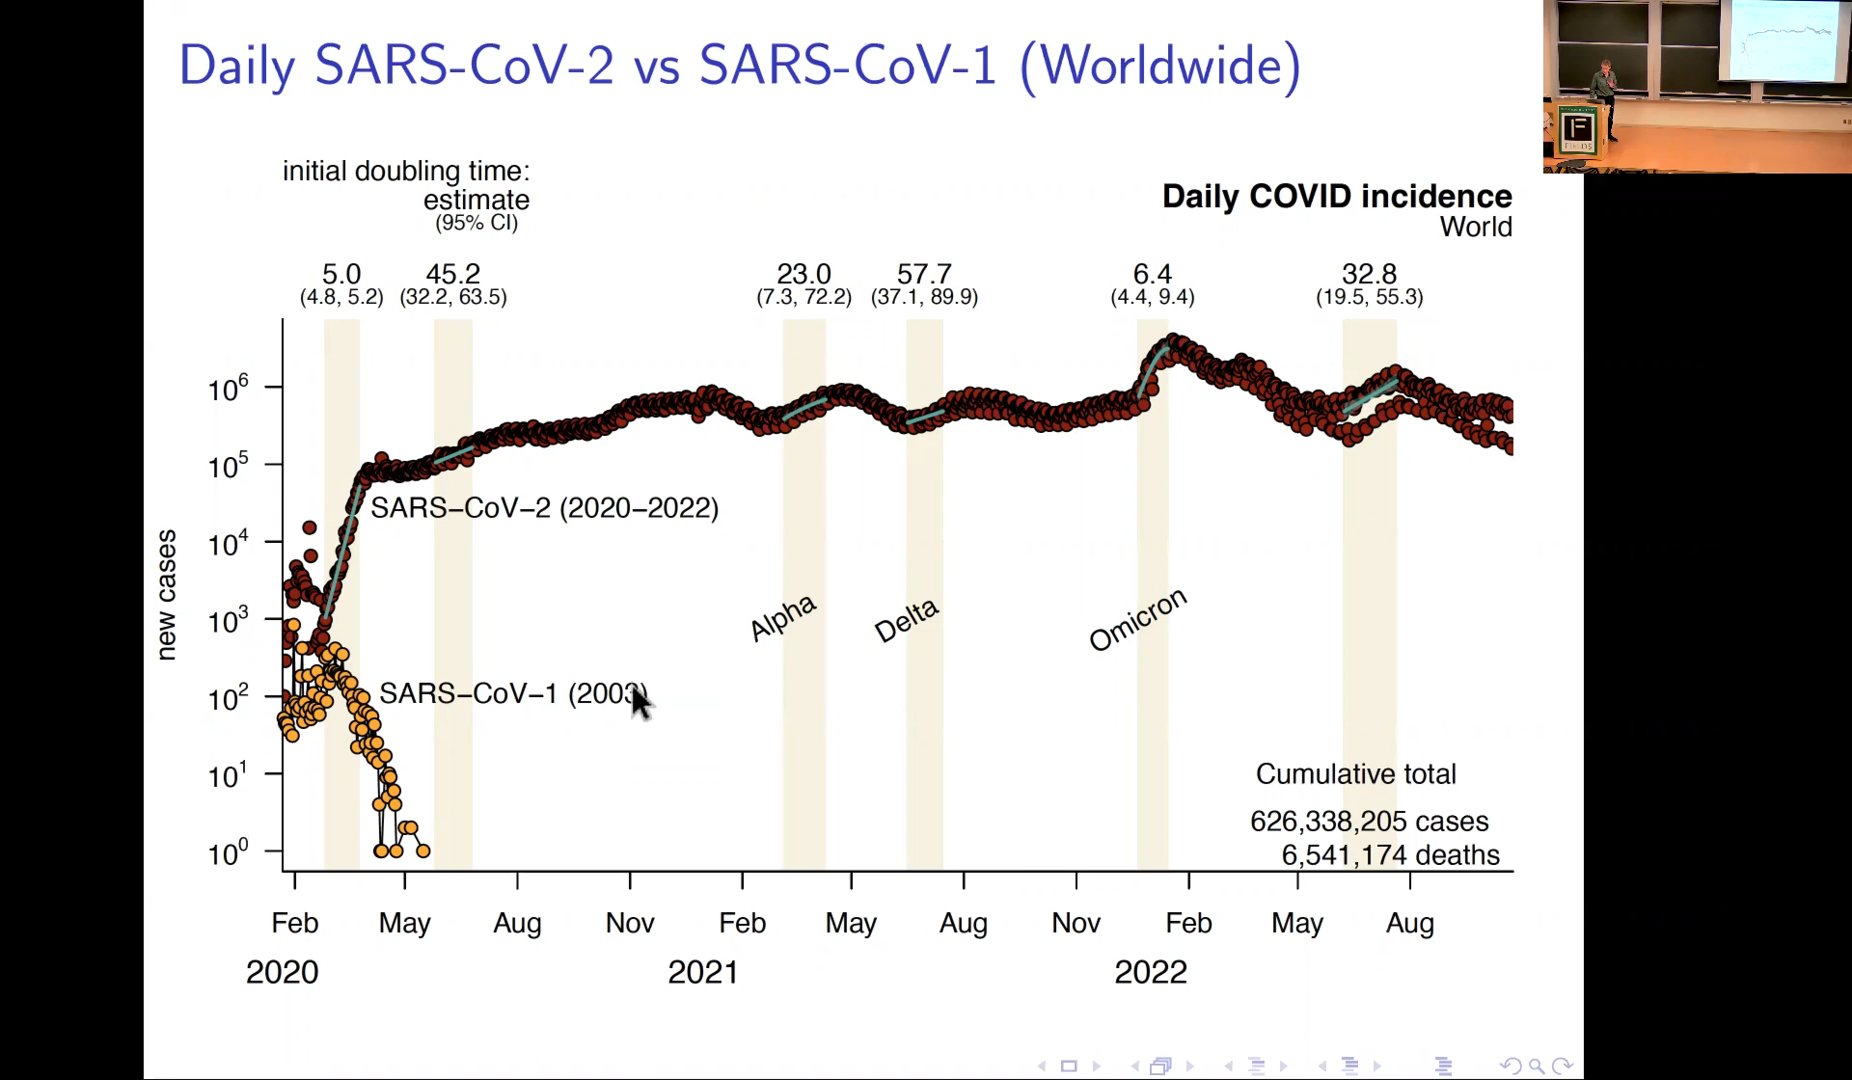 Daily SARS-CoV-2 vs SARS-CoV-1 (Worldwide)
initial doubling time:
estimate
(95% CI)
Daily COVID incidence
World
5.0 45.2 23.0 57.7 6.4 32.8
(4.8, 5.2) (32.2, 63.5) (7.3, 72.2) (37.1, 89.9) (4.4, 9.4) (19.5, 55.3)
10^6
10^5
SARS−CoV−2 (2020−2022)
10^4
new cases
10^3
Alpha
Delta
Omicron
10^2
SARS−CoV−1 (2003)
10^1
Cumulative total
626,338,205 cases
6,541,174 deaths
10^0
Feb May Aug Nov Feb May Aug Nov Feb May Aug
2020 2021 2022
F
FIELDS